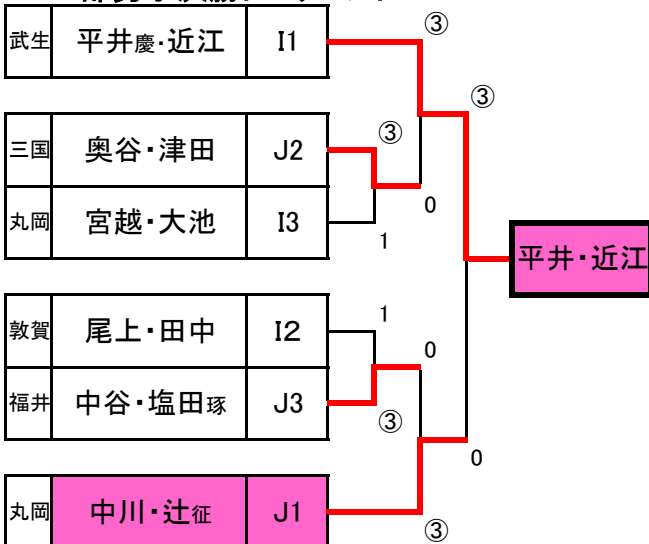 ③
武生 平井慶・近江 I1
③
三国 奥谷・津田 J2
③
0
丸岡 宮越・大池 I3
1
平井・近江
敦賀 尾上・田中 I2
1
0
福井 中谷・塩田琢 J3
③
0
丸岡 中川・辻征 J1
③